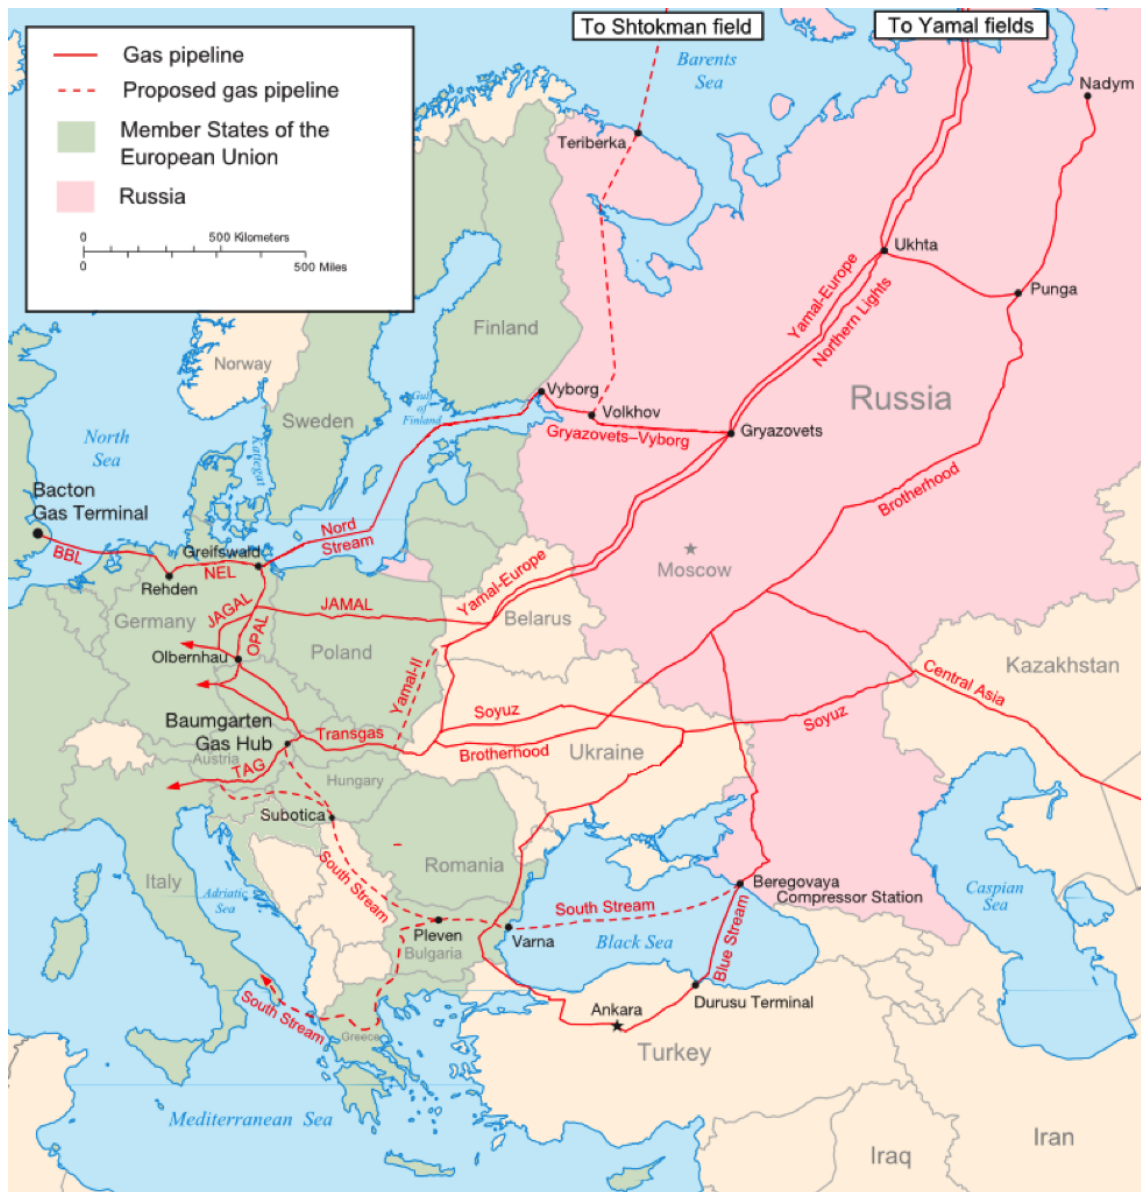 To Shtokman field
To Yamal fields
Gas pipeline
Proposed gas pipeline
Member States of the
European Union
Russia
0
500 Kilometers
0
500 Miles
Barents
Sea
Nadym
Teriberka
Ukhta
Punga
Yamal-Europe
Northern Lights
Finland
Norway
Sweden
Russia
Vyborg
Gulf
of
Finland
Volkhov
Gryazovets
Gryazovets–Vyborg
North
Sea
Kattegat
Brotherhood
Bacton
Gas Terminal
Nord
Stream
BBL
Greifswald
NEL
Rehden
Moscow
Yamal-Europe
JAMAL
JAGAL
OPAL
Germany
Belarus
Olbernhau
Poland
Kazakhstan
Yamal-II
Central Asia
Soyuz
Soyuz
Baumgarten
Gas Hub
Transgas
Brotherhood
Ukraine
Austria
TAG
Hungary
Subotica
Romania
South Stream
Italy
Adriatic
Sea
Beregovaya
Compressor Station
Caspian
Sea
South Stream
Pleven
Varna
Bulgaria
Black Sea
Blue Stream
Durusu Terminal
Ankara
South Stream
Greece
Turkey
Mediterranean Sea
Iraq
Iran